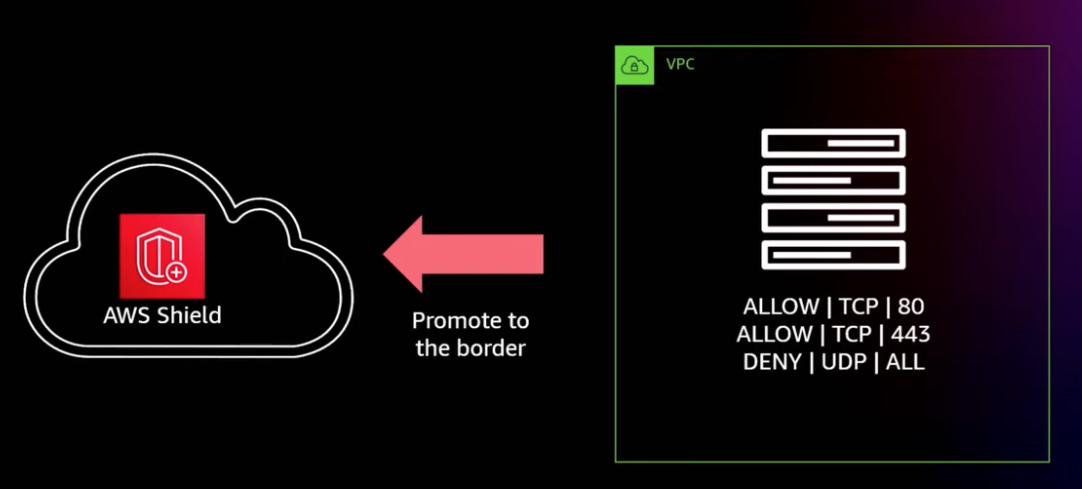 VPC
AWS Shield
Promote to
the border
ALLOW | TCP | 80
ALLOW | TCP | 443
DENY | UDP | ALL